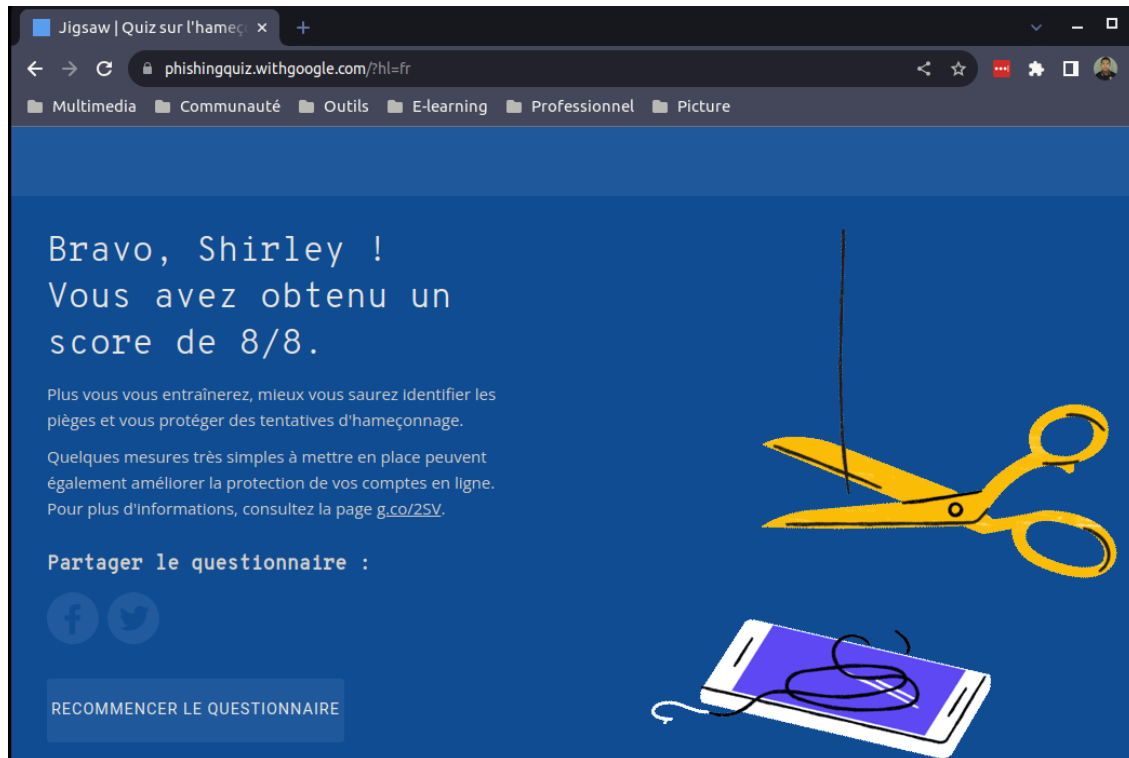 Jigsaw | Quiz sur l'hameç
phishingquiz.withgoogle.com/?hl=fr
Multimedia Communauté Outils E-learning Professionnel Picture
Bravo, Shirley !
Vous avez obtenu un
score de 8/8.
Plus vous vous entraînerez, mieux vous saurez identifier les
pièges et vous protéger des tentatives d'hameçonnage.
Quelques mesures très simples à mettre en place peuvent
également améliorer la protection de vos comptes en ligne.
Pour plus d'informations, consultez la page g.co/2SV.
Partager le questionnaire :
RECOMMENCER LE QUESTIONNAIRE